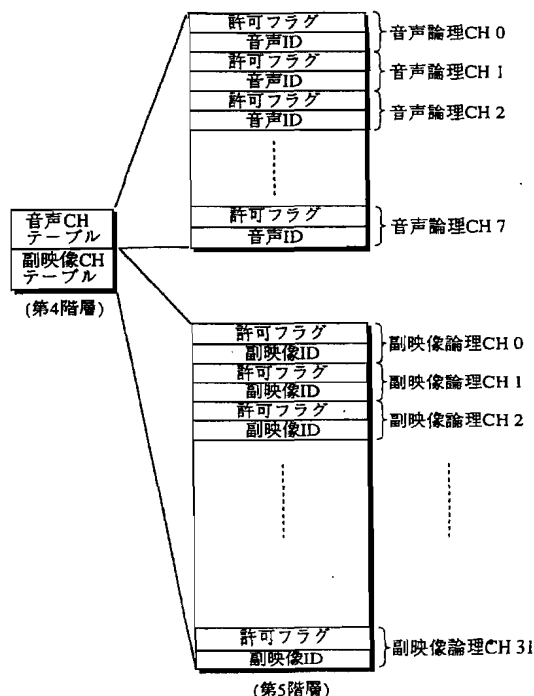 許可フラグ
音声ID
音声論理CH 0
許可フラグ
音声ID
音声論理CH 1
許可フラグ
音声ID
音声論理CH 2
許可フラグ
音声ID
音声論理CH 7
音声CH
テーブル
副映像CH
テーブル
(第4階層)
許可フラグ
副映像ID
副映像論理CH 0
許可フラグ
副映像ID
副映像論理CH 1
許可フラグ
副映像ID
副映像論理CH 2
許可フラグ
副映像ID
副映像論理CH 31
(第5階層)